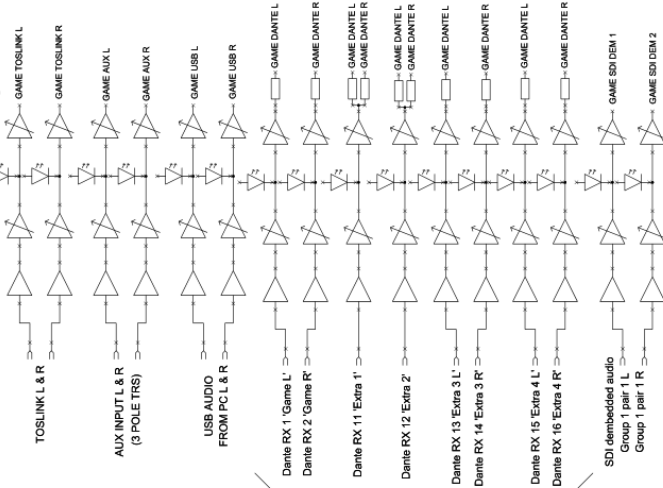 GAME TOSLINK L
GAME TOSLINK R
GAME AUX L
GAME AUX R
GAME USB L
GAME USB R
GAME DANTE L
GAME DANTE R
GAME DANTE L
GAME DANTE R
GAME DANTE L
GAME DANTE R
GAME DANTE L
GAME DANTE R
GAME DANTE L
GAME DANTE R
GAME SDI DEM 1
GAME SDI DEM 2
TOSLINK L & R
AUX INPUT L & R
(3 POLE TRS)
USB AUDIO
FROM PC L & R
Dante RX 1 'Game L'
Dante RX 2 'Game R'
Dante RX 11 'Extra 1'
Dante RX 12 'Extra 2'
Dante RX 13 'Extra 3 L'
Dante RX 14 'Extra 3 R'
Dante RX 15 'Extra 4 L'
Dante RX 16 'Extra 4 R'
SDI dembedded audio
Group 1 pair 1 L
Group 1 pair 1 R